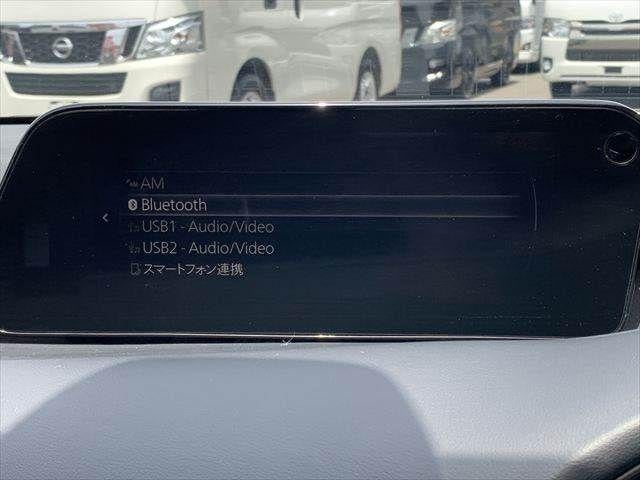 AM
Bluetooth
USB1 - Audio/Video
USB2 - Audio/Video
スマートフォン連携